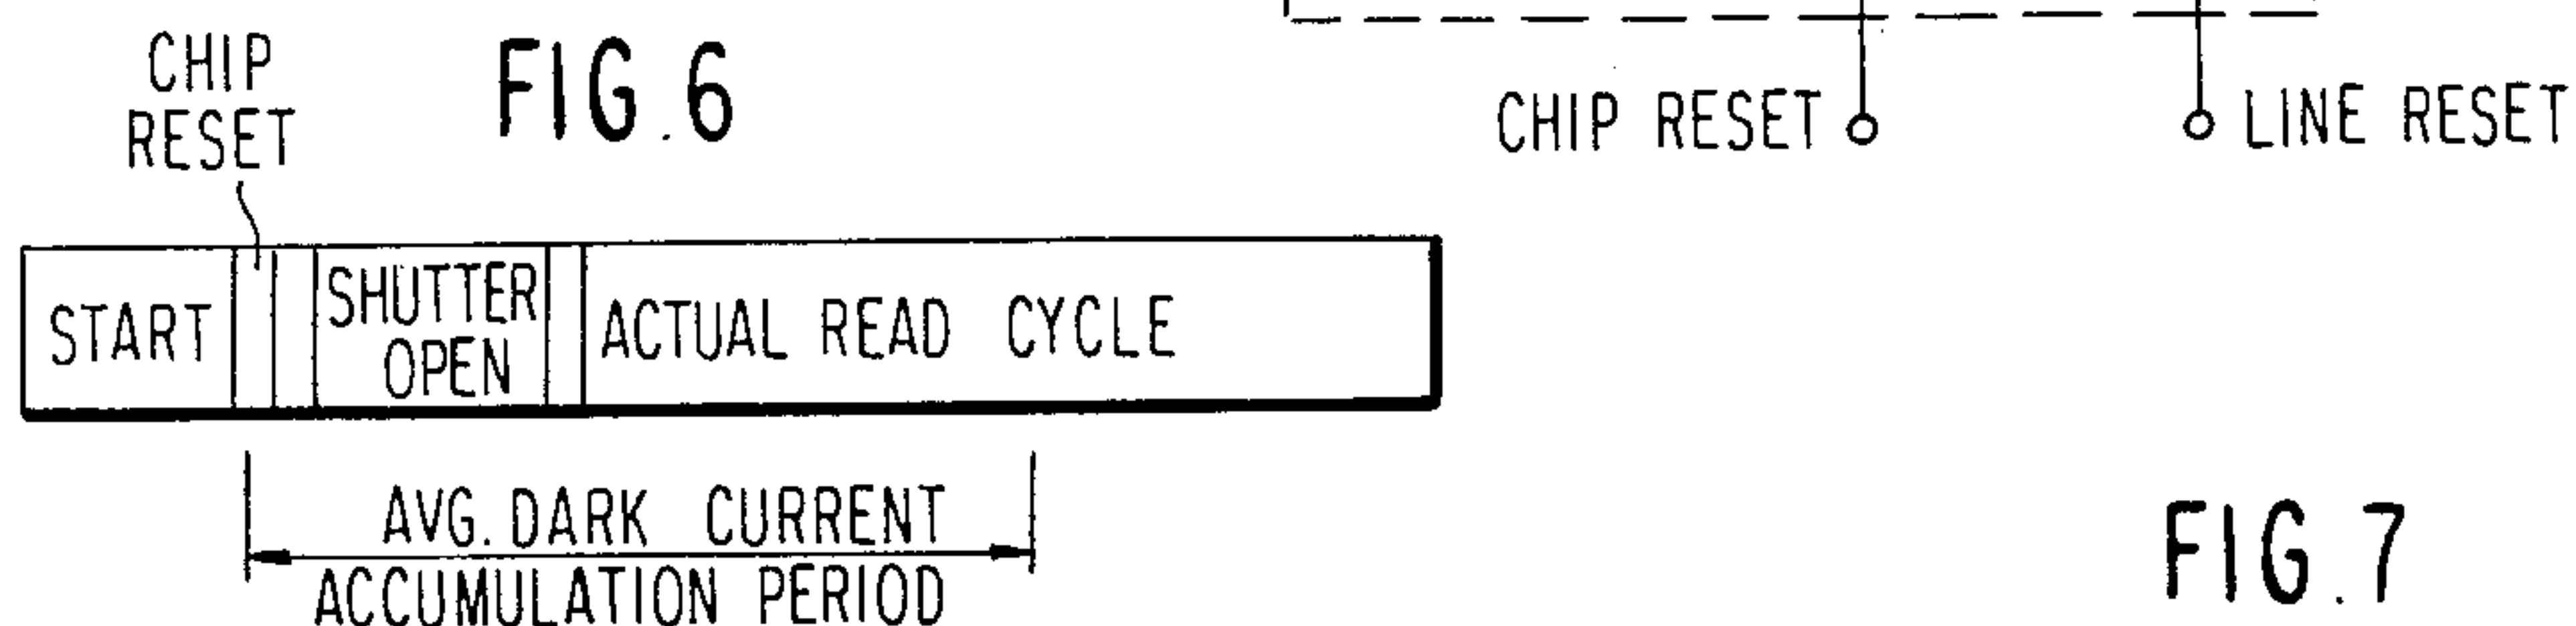 CHIP
RESET
FIG.6
CHIP RESET
LINE RESET
START
SHUTTER
OPEN
ACTUAL READ CYCLE
AVG. DARK CURRENT
ACCUMULATION PERIOD
FIG.7